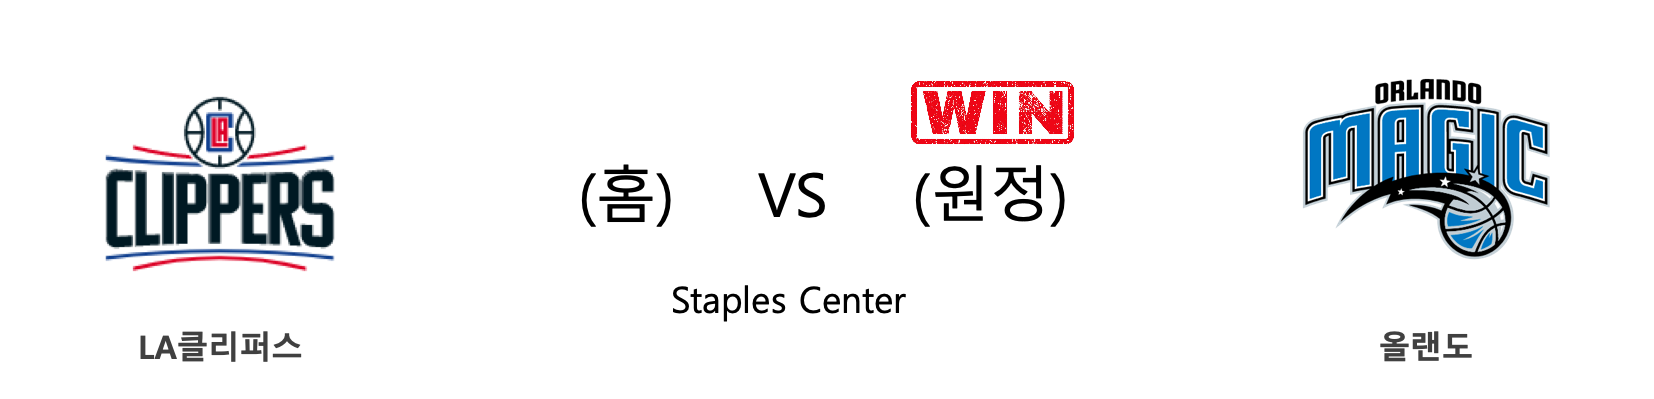 WIN
ORLANDO
MAGIC
LA
CLIPPERS
(홈) VS (원정)
Staples Center
LA클리퍼스
올랜도